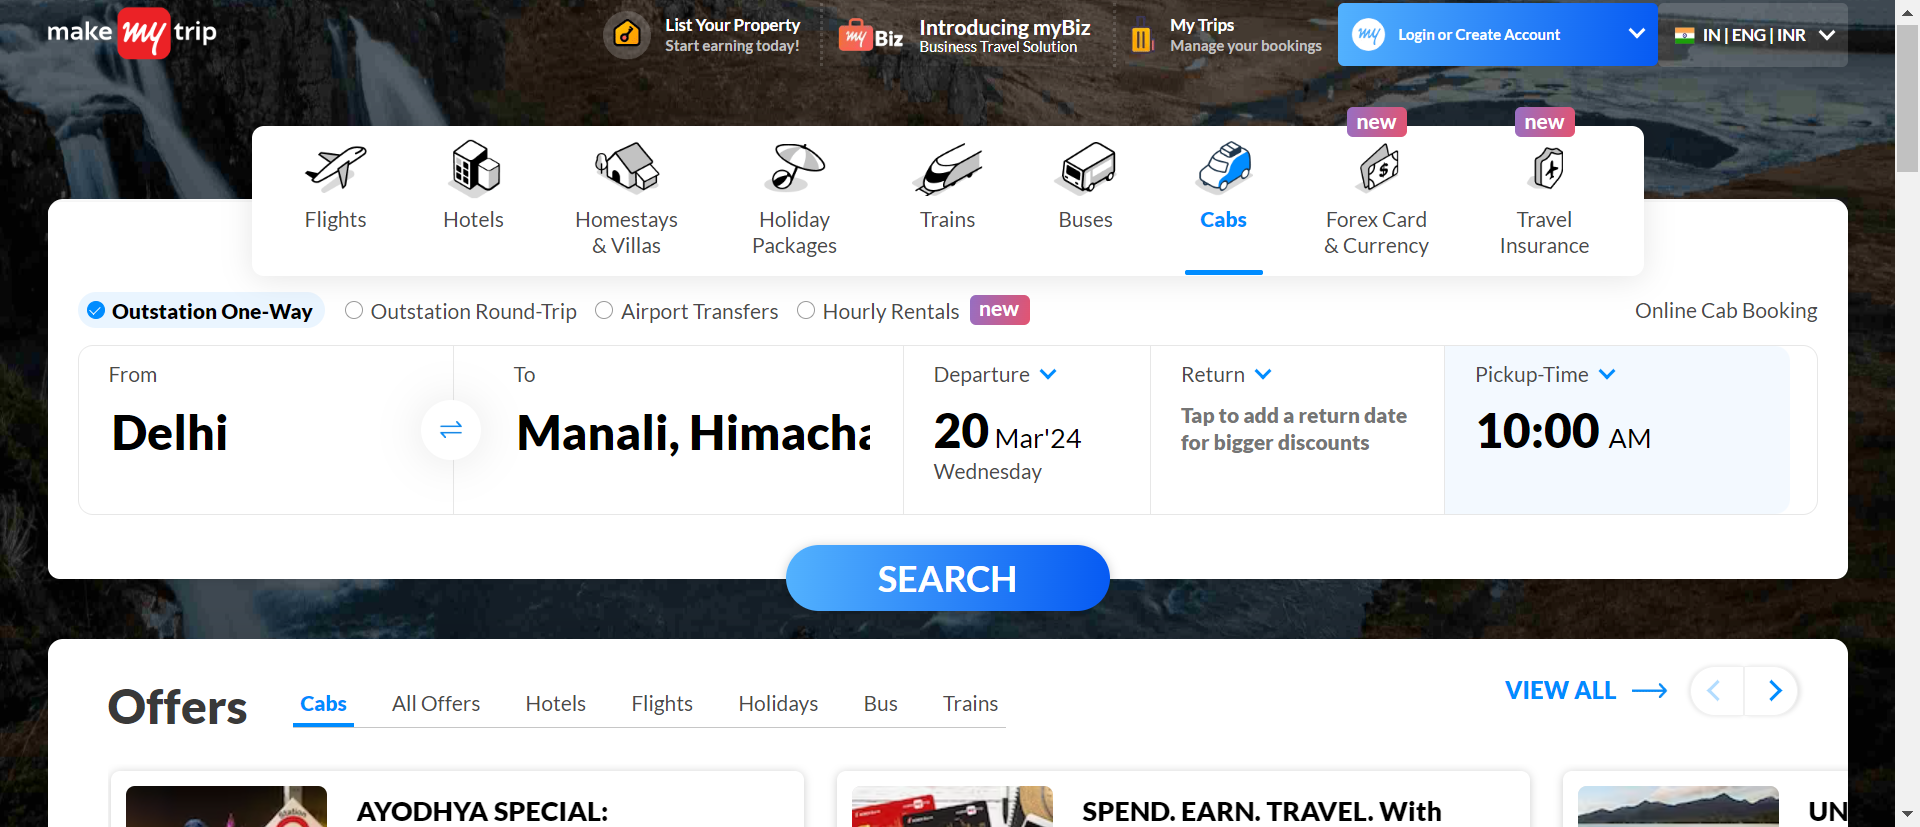 make my trip
List Your Property
Start earning today!
my Biz
Introducing myBiz
Business Travel Solution
My Trips
Manage your bookings
my
Login or Create Account
IN | ENG | INR
new
new
Flights
Hotels
Homestays
& Villas
Holiday
Packages
Trains
Buses
Cabs
Forex Card
& Currency
Travel
Insurance
Outstation One-Way
Outstation Round-Trip
Airport Transfers
Hourly Rentals
new
Online Cab Booking
From
Delhi
To
Manali, Himacha
Departure
20 Mar'24
Wednesday
Return
Tap to add a return date
for bigger discounts
Pickup-Time
10:00 AM
SEARCH
Offers
Cabs
All Offers
Hotels
Flights
Holidays
Bus
Trains
VIEW ALL
Station
AYODHYA SPECIAL:
SPEND. EARN. TRAVEL. With
UN